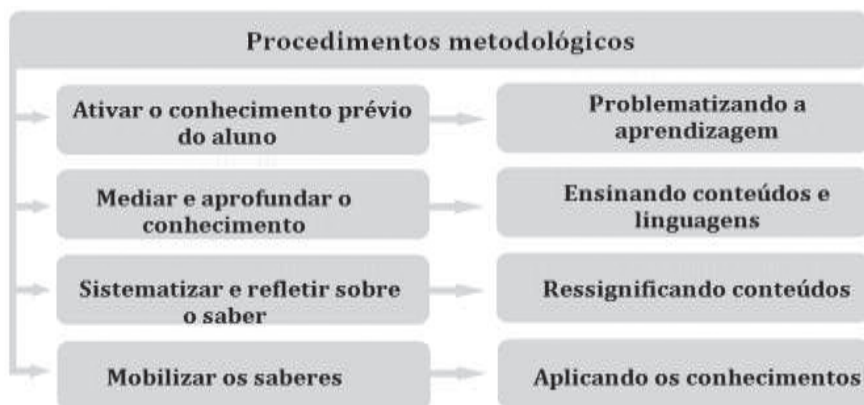 Procedimentos metodológicos
Ativar o conhecimento prévio
do aluno
Problematizando a
aprendizagem
Mediar e aprofundar o
conhecimento
Ensinando conteúdos e
linguagens
Sistematizar e refletir sobre
o saber
Ressignificando conteúdos
Mobilizar os saberes
Aplicando os conhecimentos